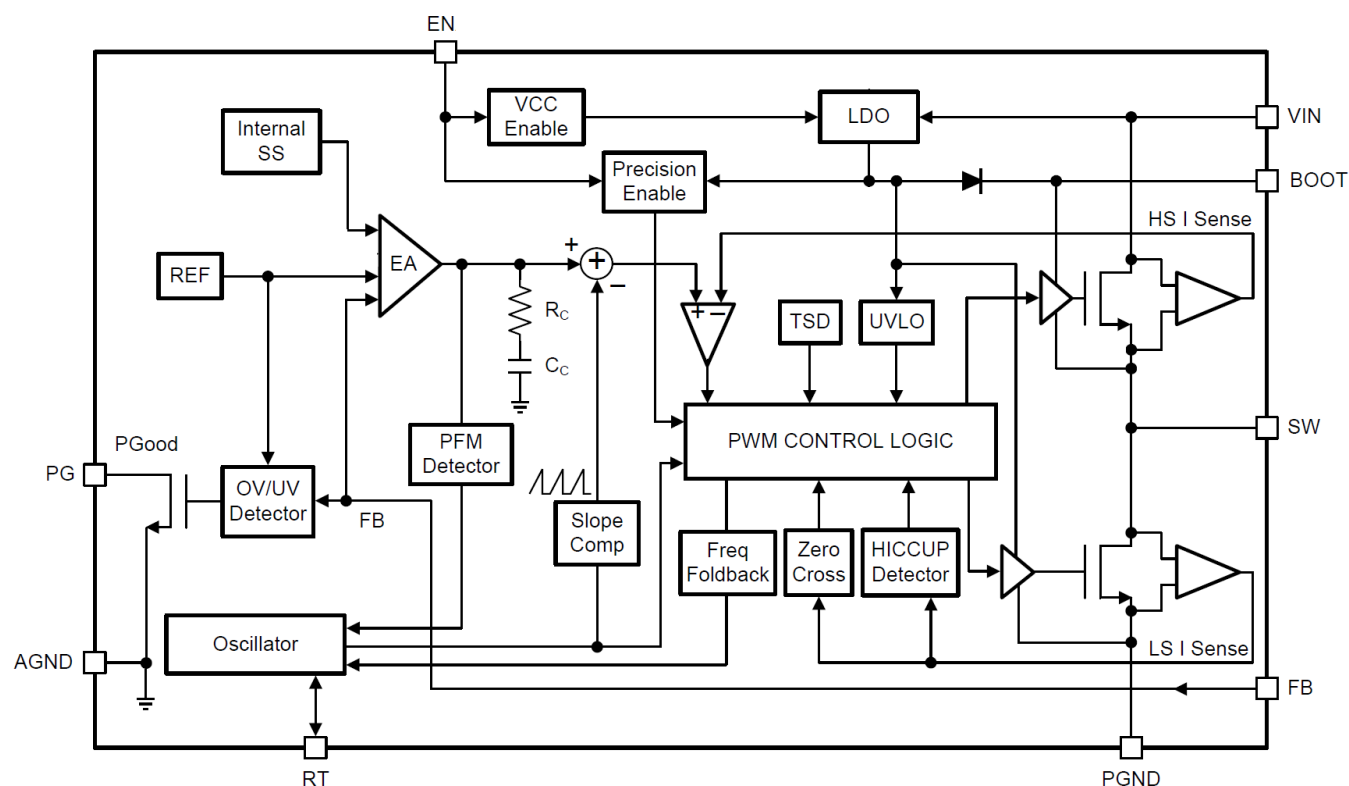 EN
VCC
Enable
LDO
VIN
Internal
SS
Precision
Enable
BOOT
HS I Sense
+
EA
+
REF
−
R_C
+ −
TSD
UVLO
C_C
PWM CONTROL LOGIC
SW
PGood
PFM
Detector
PG
OV/UV
Detector
FB
Slope
Comp
Freq
Foldback
Zero
Cross
HICCUP
Detector
Oscillator
AGND
LS I Sense
FB
RT
PGND